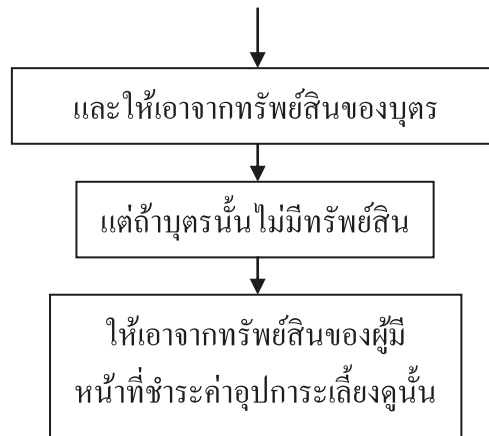 และให้เอาจากทรัพย์สินของบุตร
แต่ถ้าบุตรนั้นไม่มีทรัพย์สิน
ให้เอาจากทรัพย์สินของผู้มี
หน้าที่ชำระค่าอุปการะเลี้ยงดูนั้น